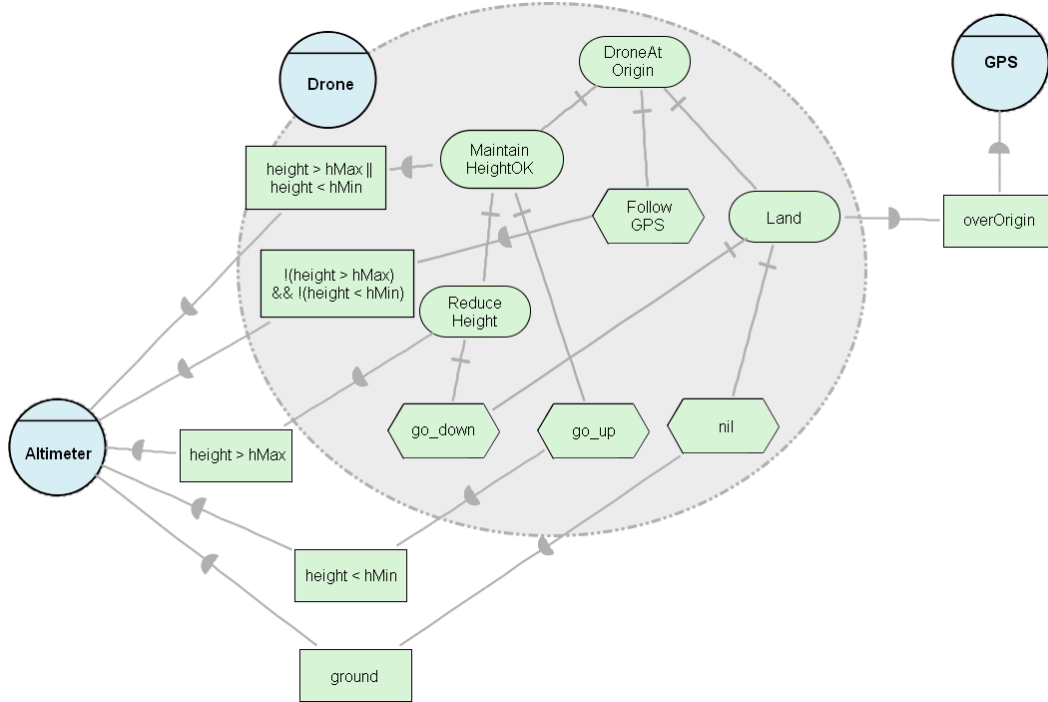 DroneAt
Origin
GPS
Drone
Maintain
HeightOK
height > hMax ||
height < hMin
Follow
GPS
Land
overOrigin
!(height > hMax)
&& !(height < hMin)
Reduce
Height
go_down
go_up
nil
Altimeter
height > hMax
height < hMin
ground